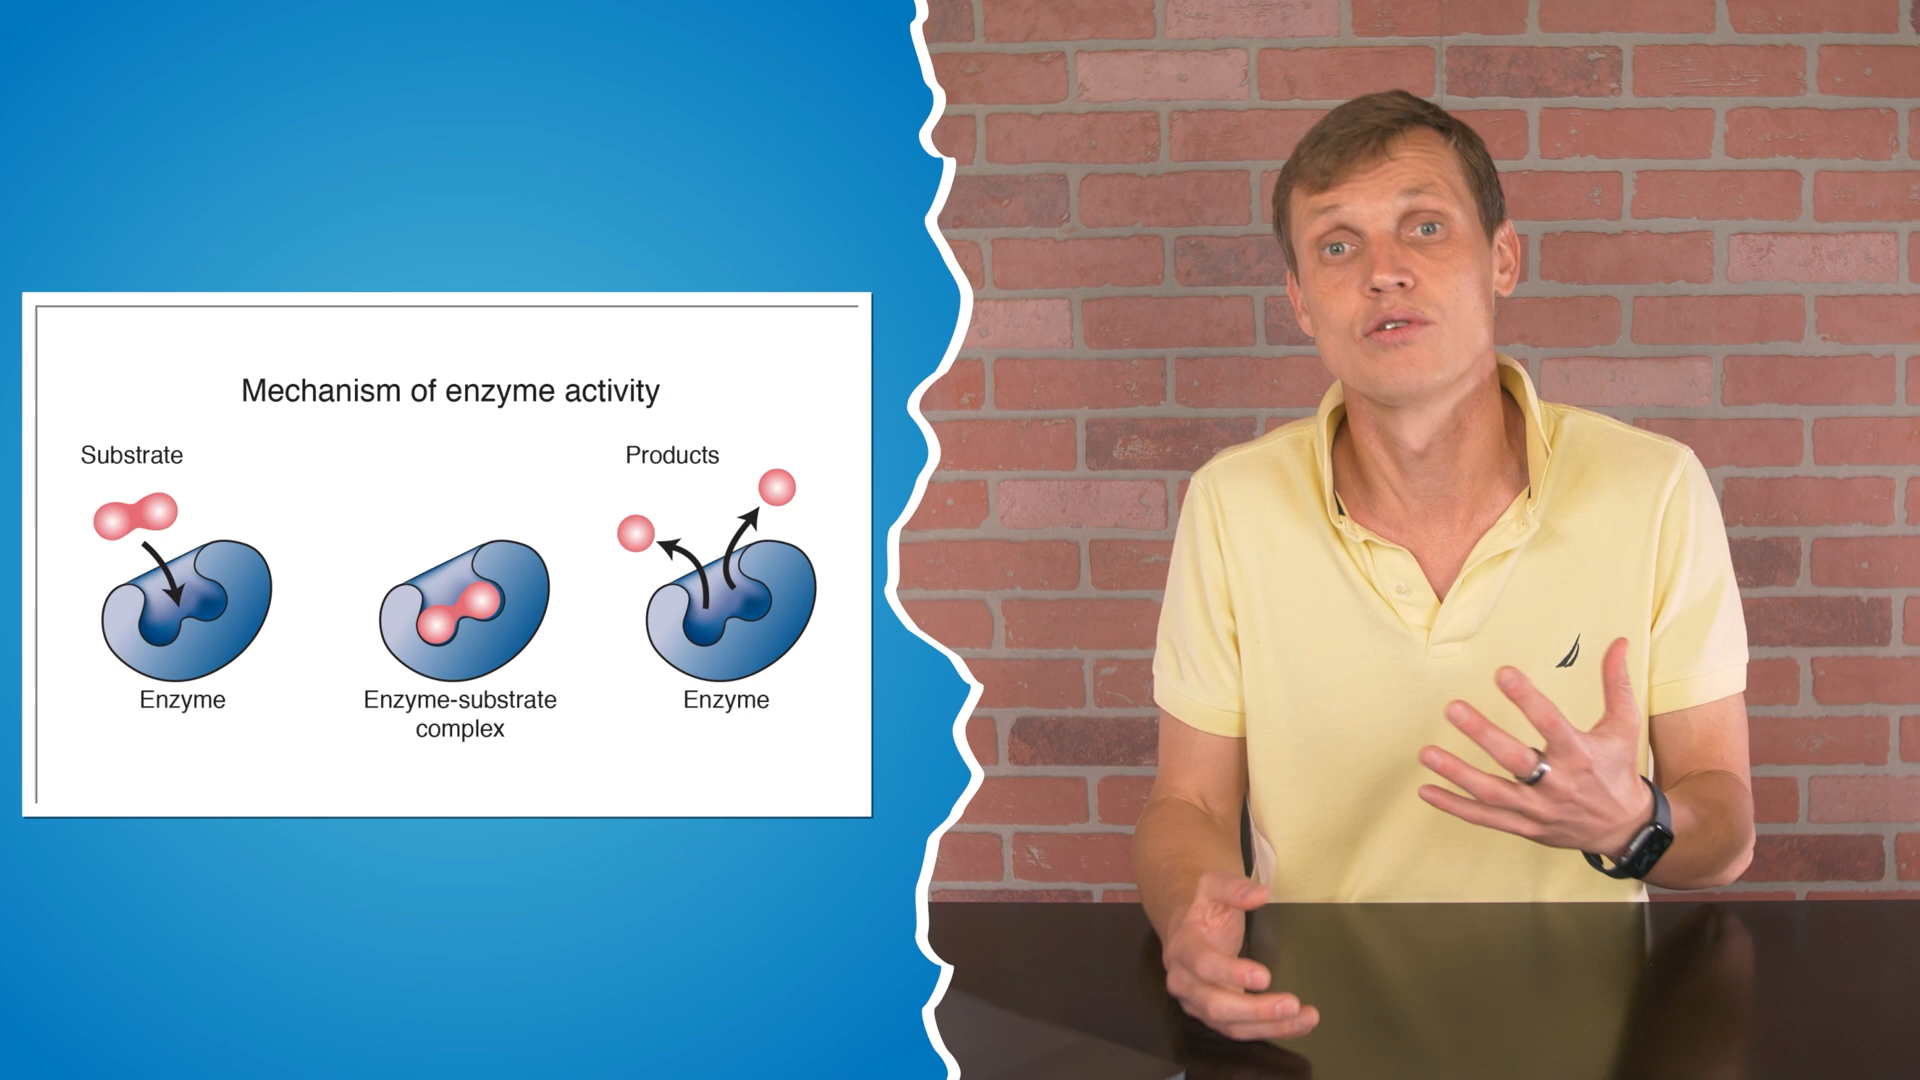 Mechanism of enzyme activity
Substrate
Products
Enzyme
Enzyme-substrate
complex
Enzyme